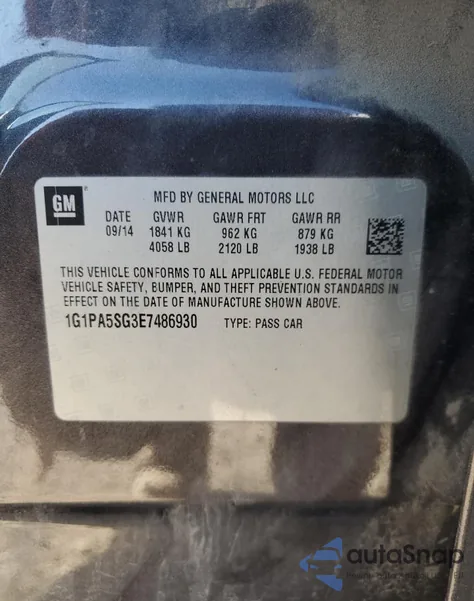 GM
MFD BY GENERAL MOTORS LLC
DATE GVWR GAWR FRT GAWR RR
09/14 1841 KG 962 KG 879 KG
4058 LB 2120 LB 1938 LB
THIS VEHICLE CONFORMS TO ALL APPLICABLE U.S. FEDERAL MOTOR
VEHICLE SAFETY, BUMPER, AND THEFT PREVENTION STANDARDS IN
EFFECT ON THE DATE OF MANUFACTURE SHOWN ABOVE.
1G1PA5SG3E7486930 TYPE: PASS CAR
autoSnap